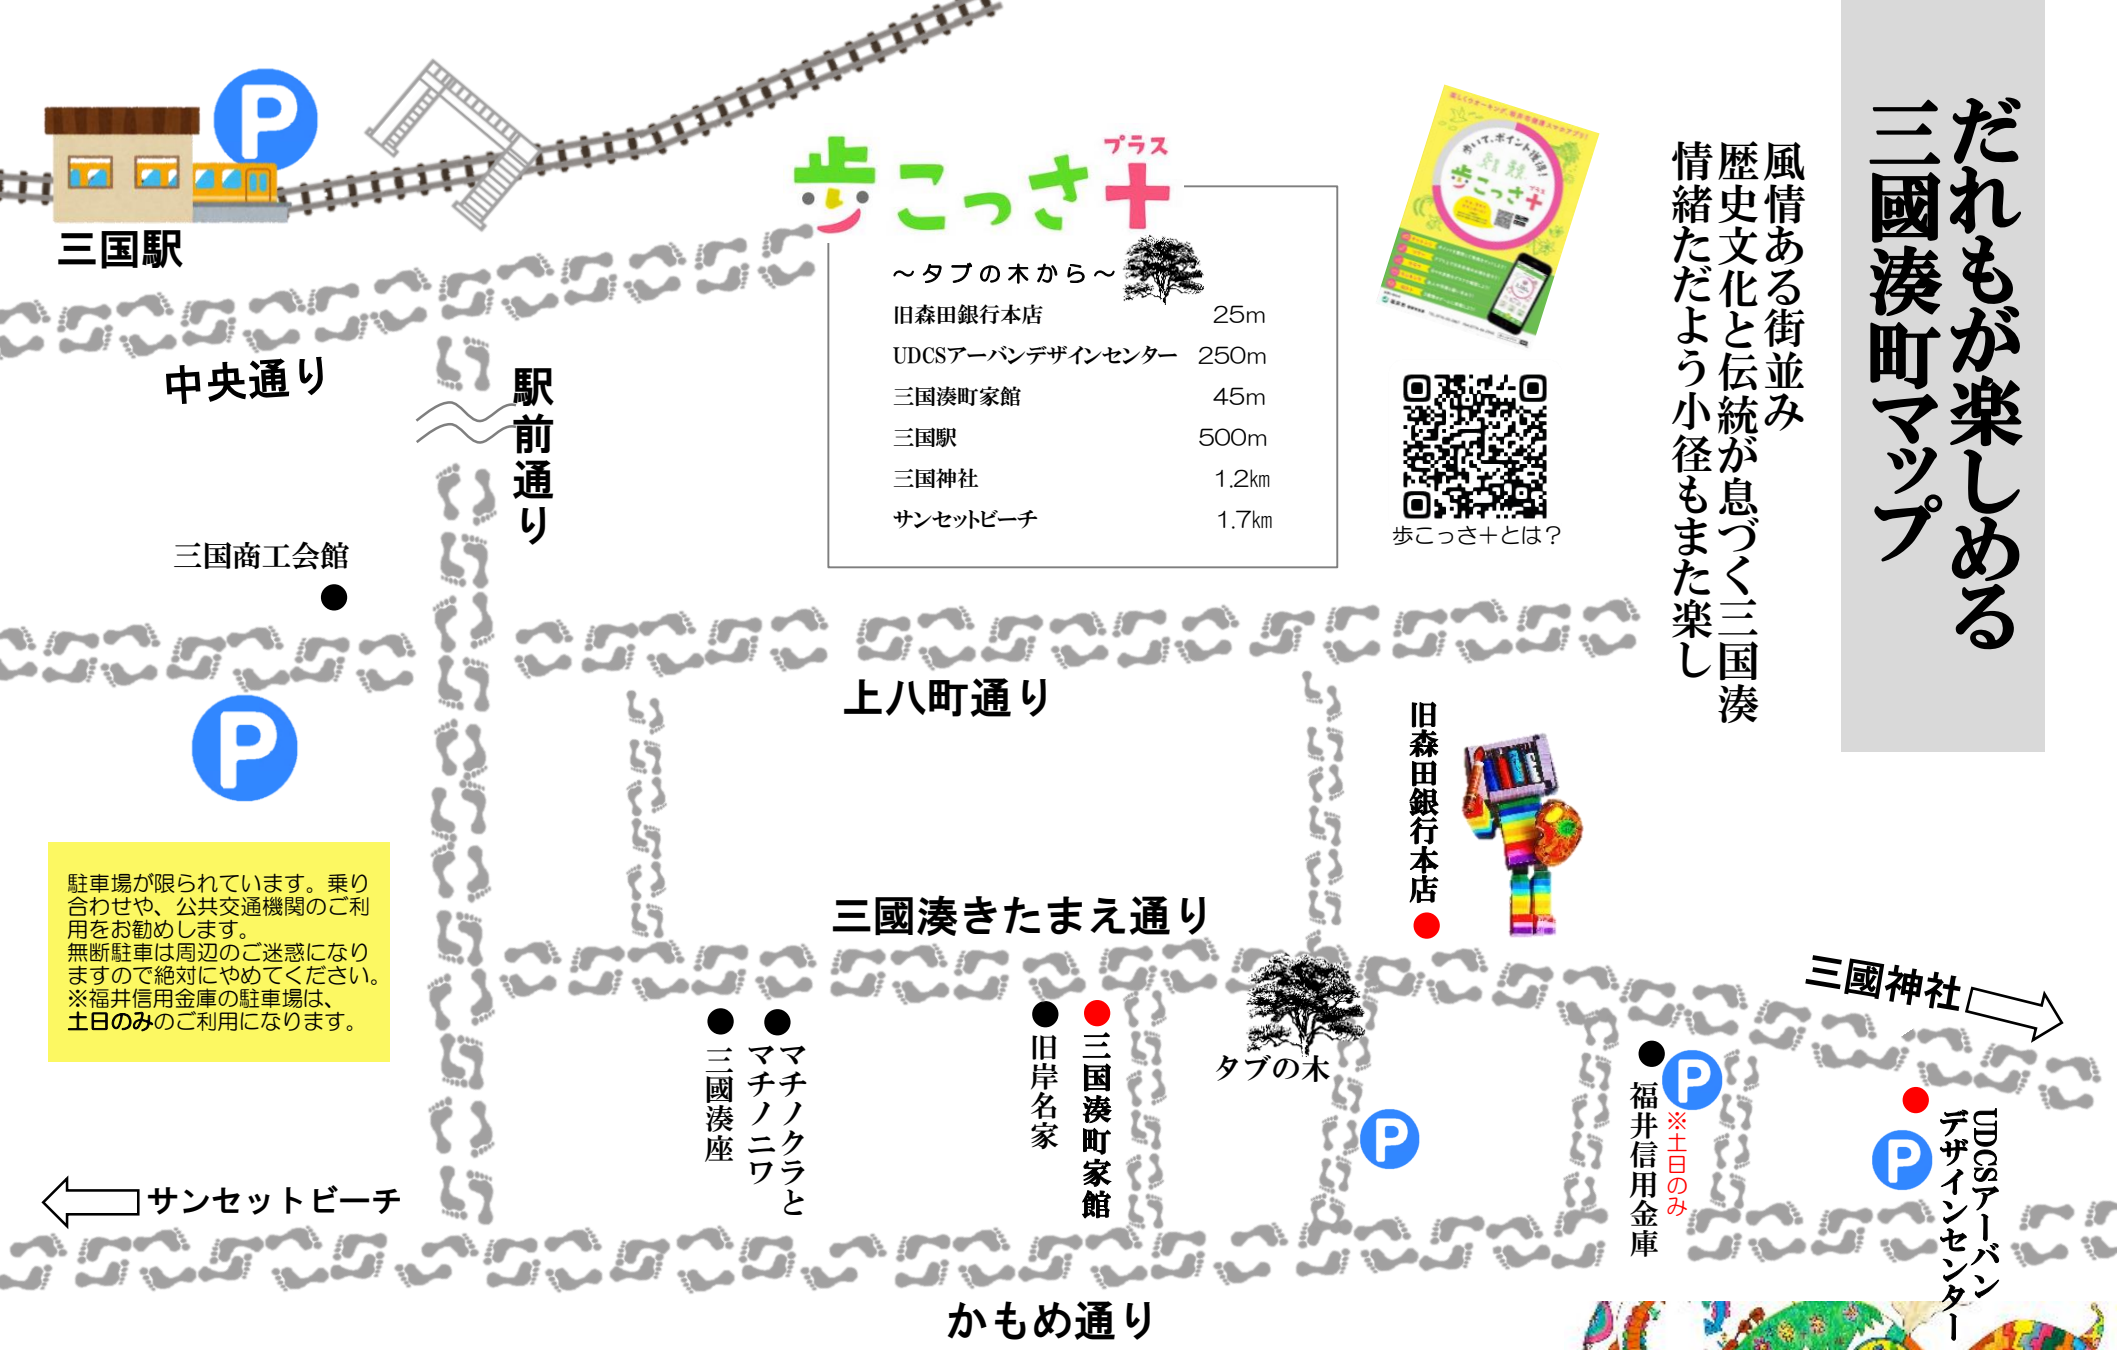 だれもが楽しめる
三國湊町マップ
風情ある街並み
歴史文化と伝統が息づく三国湊
情緒ただよう小径もまた楽し
P
三国駅
中央通り
駅前通り
歩こっさ+
プラス
～タブの木から～
旧森田銀行本店 25m
UDCSアーバンデザインセンター 250m
三国湊町家館 45m
三国駅 500m
三国神社 1.2km
サンセットビーチ 1.7km
歩いて、ポイント獲得!
歩こっさ+
プラス
歩こっさ＋とは？
三国商工会館
P
上八町通り
旧森田銀行本店
駐車場が限られています。乗り
合わせや、公共交通機関のご利
用をお勧めします。
無断駐車は周辺のご迷惑になり
ますので絶対にやめてください。
※福井信用金庫の駐車場は、
土日のみのご利用になります。
三國湊きたまえ通り
三國神社
三國湊座
マチノクラと
マチノニワ
旧岸名家
三国湊町家館
タブの木
P
福井信用金庫
P
※土日のみ
P
UDCSアーバン
デザインセンター
サンセットビーチ
かもめ通り